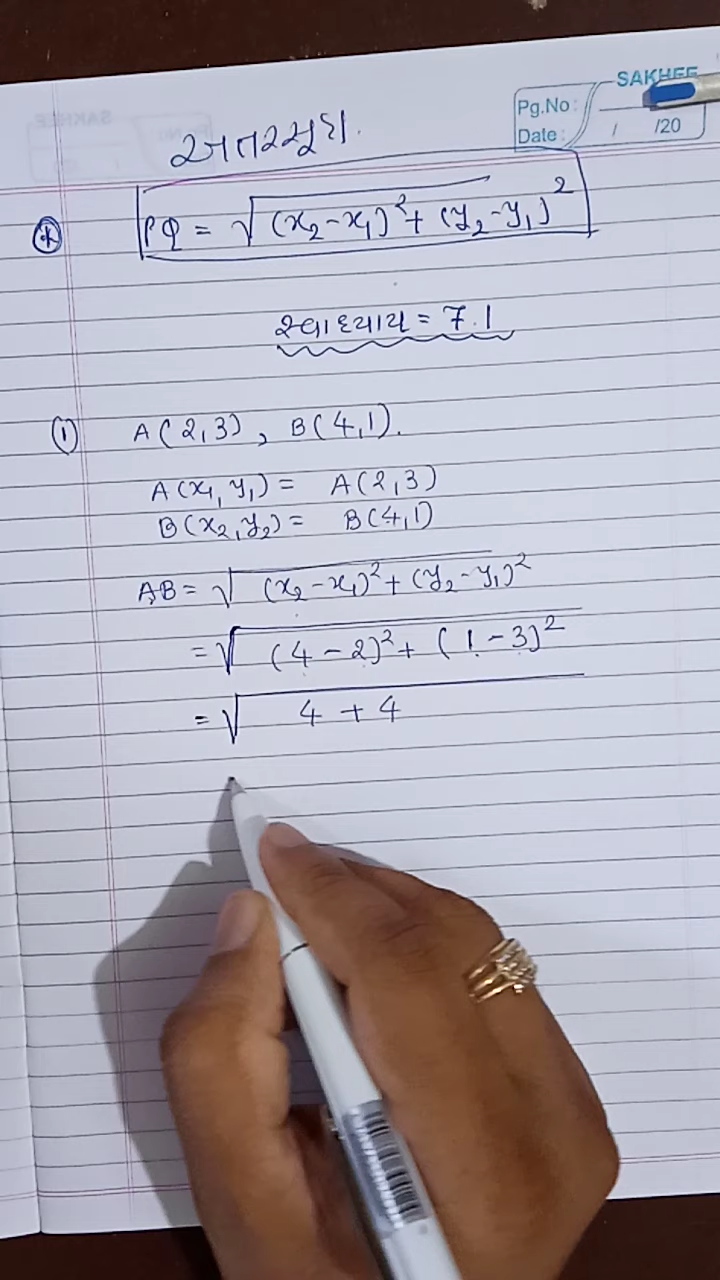 SAKHEE
Pg.No:
Date: / /20
અંતરસૂત્ર.
* PQ = √(x₂-x₁)²+(y₂-y₁)²
સ્વાધ્યાય = 7.1
① A(2,3), B(4,1).
A(x₁,y₁) = A(2,3)
B(x₂,y₂) = B(4,1)
AB = √(x₂-x₁)²+(y₂-y₁)²
= √(4-2)²+(1-3)²
= √4+4